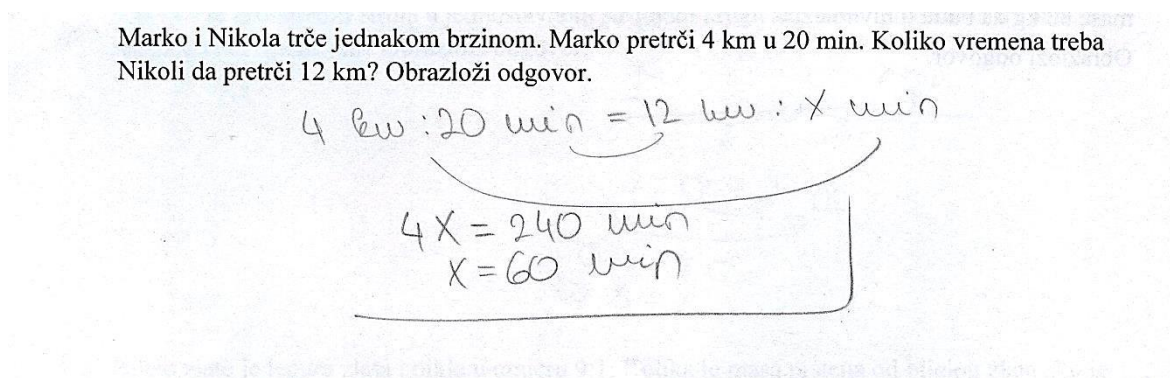 Marko i Nikola trče jednakom brzinom. Marko pretrči 4 km u 20 min. Koliko vremena treba
Nikoli da pretrči 12 km? Obrazloži odgovor.
4 km : 20 min = 12 km : X min
4X = 240 min
X = 60 min